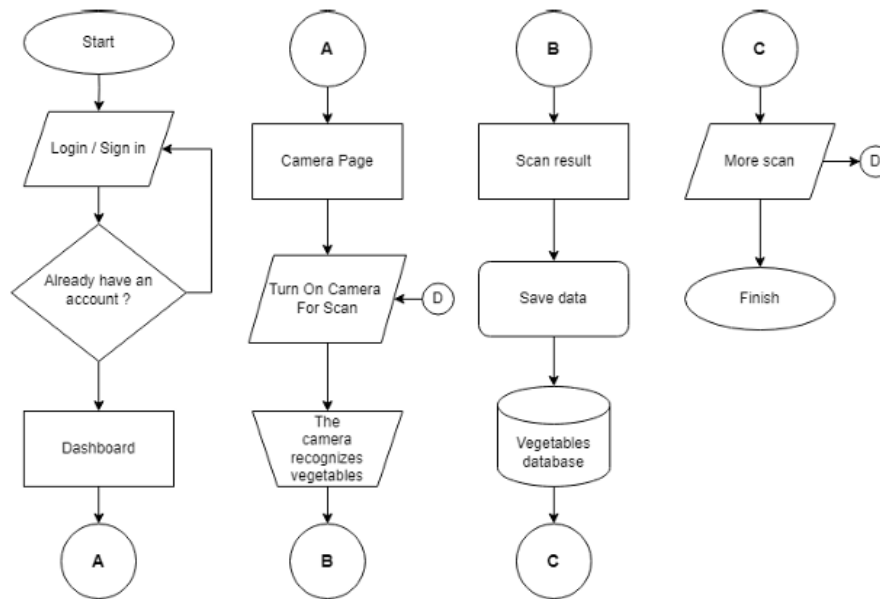 Start
Login / Sign in
Already have an
account ?
Dashboard
A
A
Camera Page
Turn On Camera
For Scan
D
The
camera
recognizes
vegetables
B
B
Scan result
Save data
Vegetables
database
C
C
More scan
D
Finish